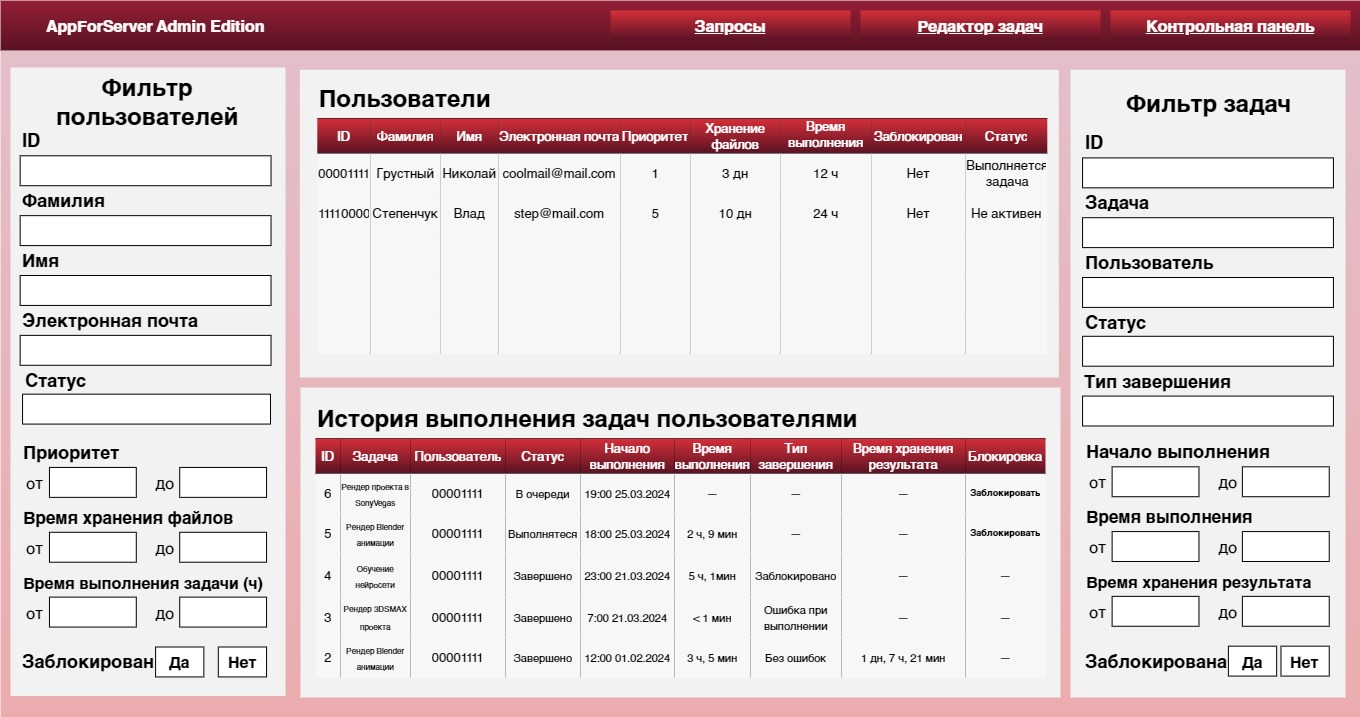 AppForServer Admin Edition
Запросы
Редактор задач
Контрольная панель
Фильтр
пользователей
ID
Фамилия
Имя
Электронная почта
Статус
Приоритет
от до
Время хранения файлов
от до
Время выполнения задачи (ч)
от до
Заблокирован Да Нет
Пользователи
ID Фамилия Имя Электронная почта Приоритет Хранение файлов Время выполнения Заблокирован Статус
00001111 Грустный Николай coolmail@mail.com 1 3 дн 12 ч Нет Выполняется задача
11110000 Степенчук Влад step@mail.com 5 10 дн 24 ч Нет Не активен
История выполнения задач пользователями
ID Задача Пользователь Статус Начало выполнения Время выполнения Тип завершения Время хранения результата Блокировка
6 Рендер проекта в SonyVegas 00001111 В очереди 19:00 25.03.2024 — — — Заблокировать
5 Рендер Blender анимации 00001111 Выполнятеся 18:00 25.03.2024 2 ч, 9 мин — — Заблокировать
4 Обучение нейросети 00001111 Завершено 23:00 21.03.2024 5 ч, 1мин Заблокировано — —
3 Рендер 3DSMAX проекта 00001111 Завершено 7:00 21.03.2024 < 1 мин Ошибка при выполнении — —
2 Рендер Blender анимации 00001111 Завершено 12:00 01.02.2024 3 ч, 5 мин Без ошибок 1 дн, 7 ч, 21 мин —
Фильтр задач
ID
Задача
Пользователь
Статус
Тип завершения
Начало выполнения
от до
Время выполнения
от до
Время хранения результата
от до
Заблокирована Да Нет